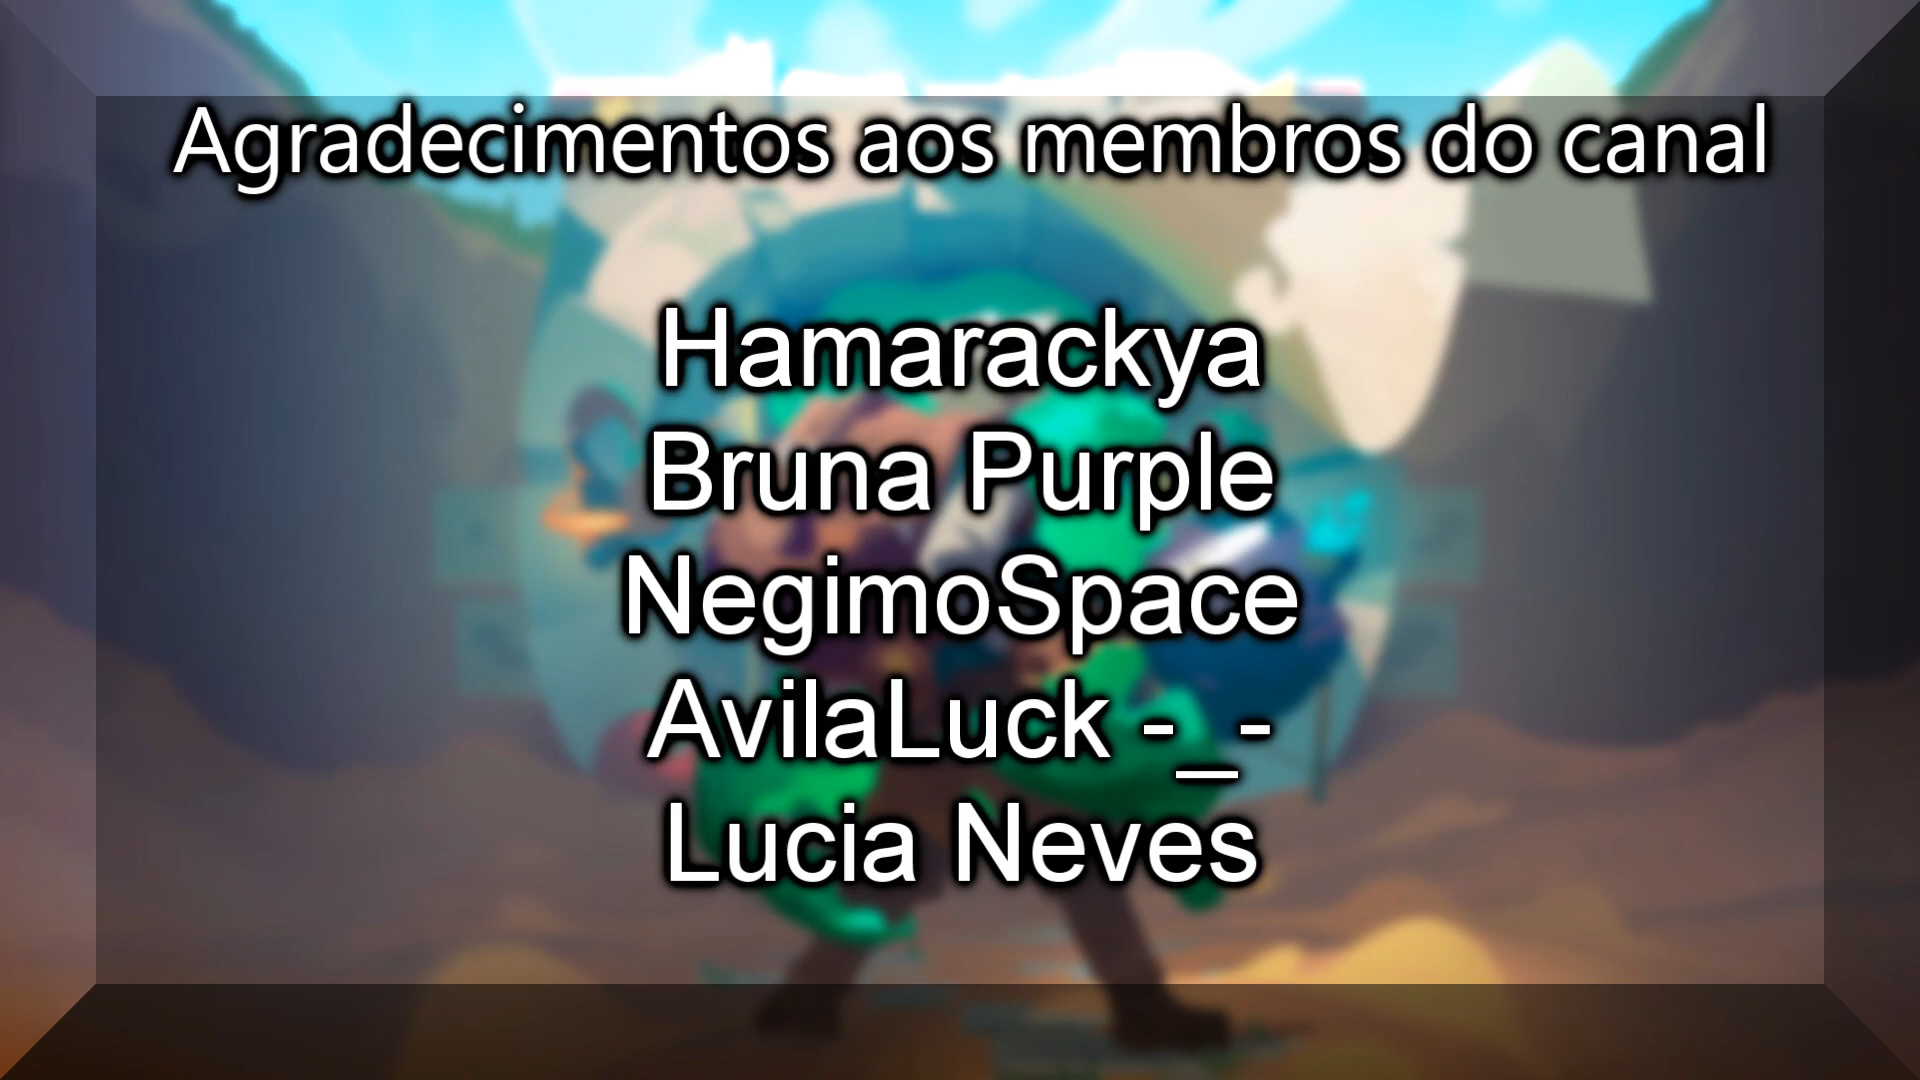 Agradecimentos aos membros do canal
Hamarackya
Bruna Purple
NegimoSpace
AvilaLuck -_-
Lucia Neves